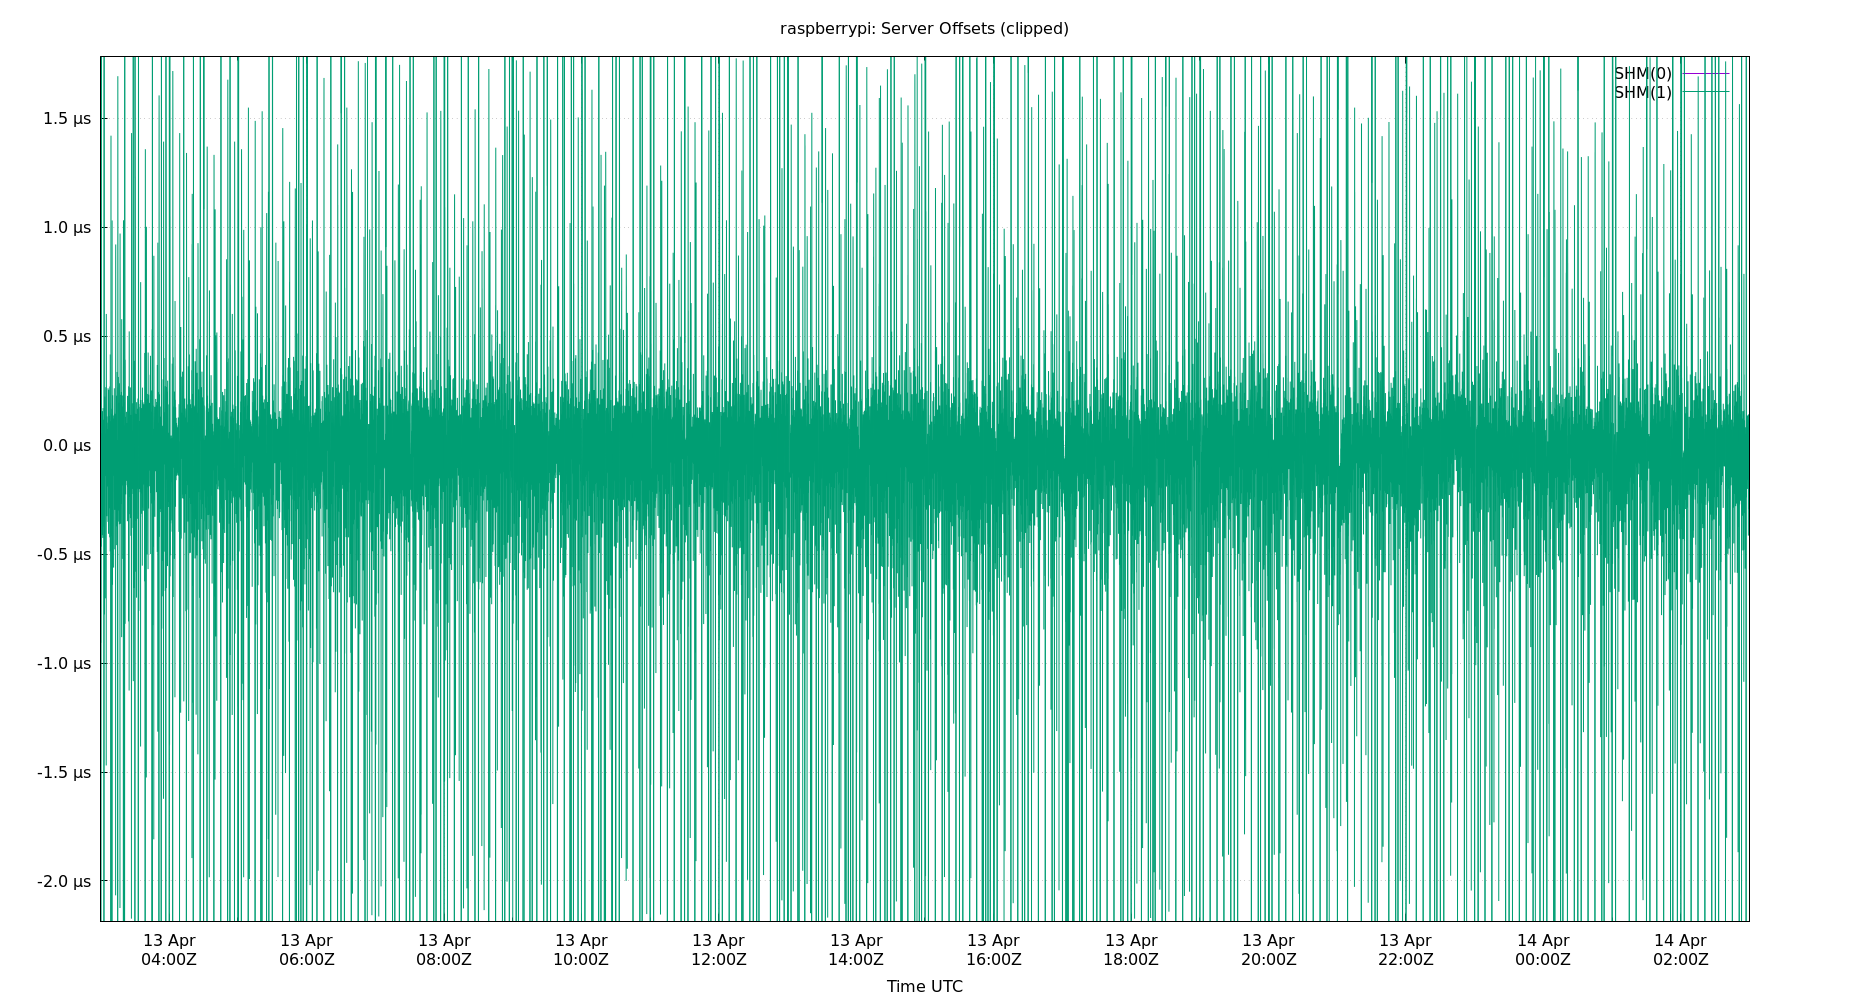 raspberrypi: Server Offsets (clipped)
SHM(0)
SHM(1)
1.5 µs
1.0 µs
0.5 µs
0.0 µs
-0.5 µs
-1.0 µs
-1.5 µs
-2.0 µs
13 Apr 13 Apr 13 Apr 13 Apr 13 Apr 13 Apr 13 Apr 13 Apr 13 Apr 13 Apr 14 Apr 14 Apr
04:00Z 06:00Z 08:00Z 10:00Z 12:00Z 14:00Z 16:00Z 18:00Z 20:00Z 22:00Z 00:00Z 02:00Z
Time UTC